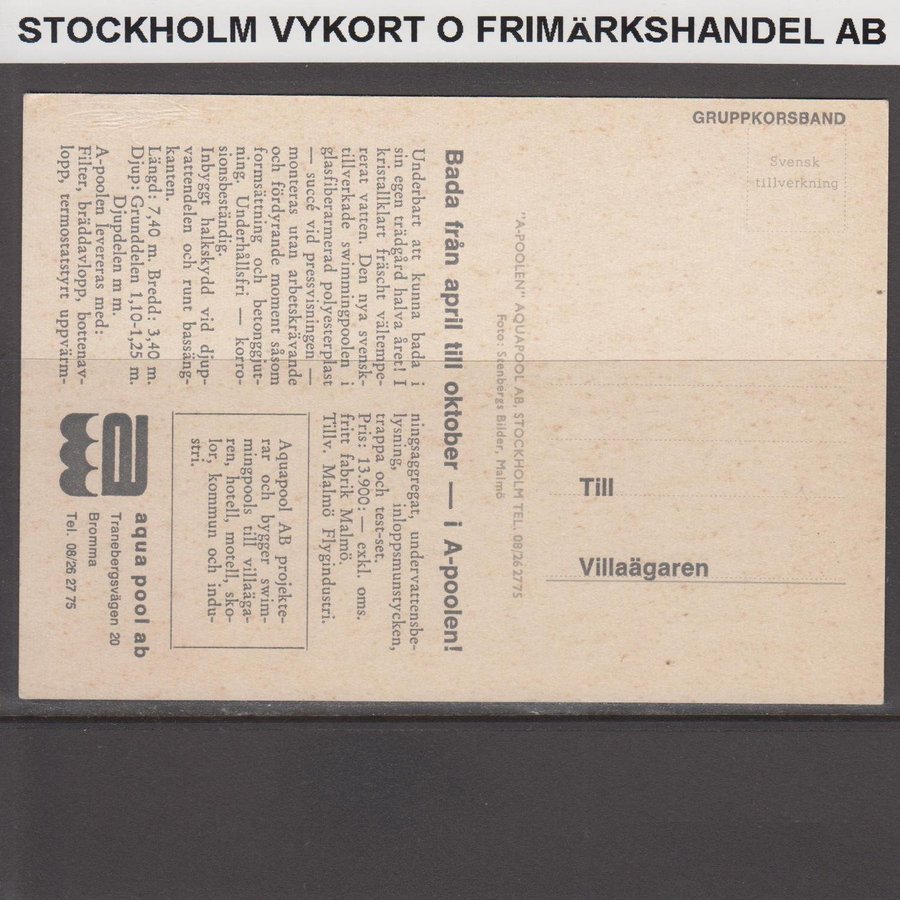 STOCKHOLM VYKORT O FRIMÄRKSHANDEL AB
GRUPPKORSBAND
Svensk
tillverkning
Till
Villaägaren
"A-POOLEN" AQUAPOOL AB, STOCKHOLM TEL. 08/26 27 75
Foto: Stenbergs Bilder, Malmö
Bada från april till oktober — i A-poolen!
Underbart att kunna bada i
sin egen trädgård halva året! I
kristallklart fräscht vältempe-
rerat vatten. Den nya svensk-
tillverkade swimmingpoolen i
glasfiberarmerad polyesterplast
— succé vid pressvisningen —
monteras utan arbetskrävande
och fördyrande moment såsom
formsättning och betonggjut-
ning. Underhållsfri — korro-
sionsbeständig.
Inbyggt halkskydd vid djup-
vattendelen och runt bassäng-
kanten.
Längd: 7,40 m. Bredd: 3,40 m.
Djup: Grunddelen 1,10-1,25 m.
Djupdelen m m.
A-poolen levereras med:
Filter, bräddavlopp, bottenav-
lopp, termostatstyrt uppvärm-
ningsaggregat, undervattensbe-
lysning, inloppsmunstycken,
trappa och test-set.
Pris: 13.900: — exkl. oms.
fritt fabrik Malmö.
Tillv. Malmö Flygindustri.
Aquapool AB projekte-
rar och bygger swim-
mingpools till villaäga-
ren, hotell, motell, sko-
lor, kommun och indu-
stri.
aqua pool ab
Tranebergsvägen 20
Bromma
Tel. 08/26 27 75